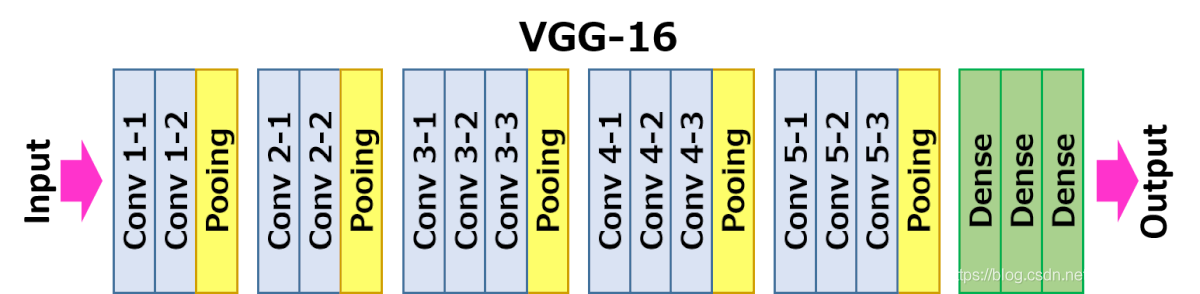 VGG-16
Input
Conv 1-1
Conv 1-2
Pooing
Conv 2-1
Conv 2-2
Pooing
Conv 3-1
Conv 3-2
Conv 3-3
Pooing
Conv 4-1
Conv 4-2
Conv 4-3
Pooing
Conv 5-1
Conv 5-2
Conv 5-3
Pooing
Dense
Dense
Dense
Output
tps://blog.csdn.net